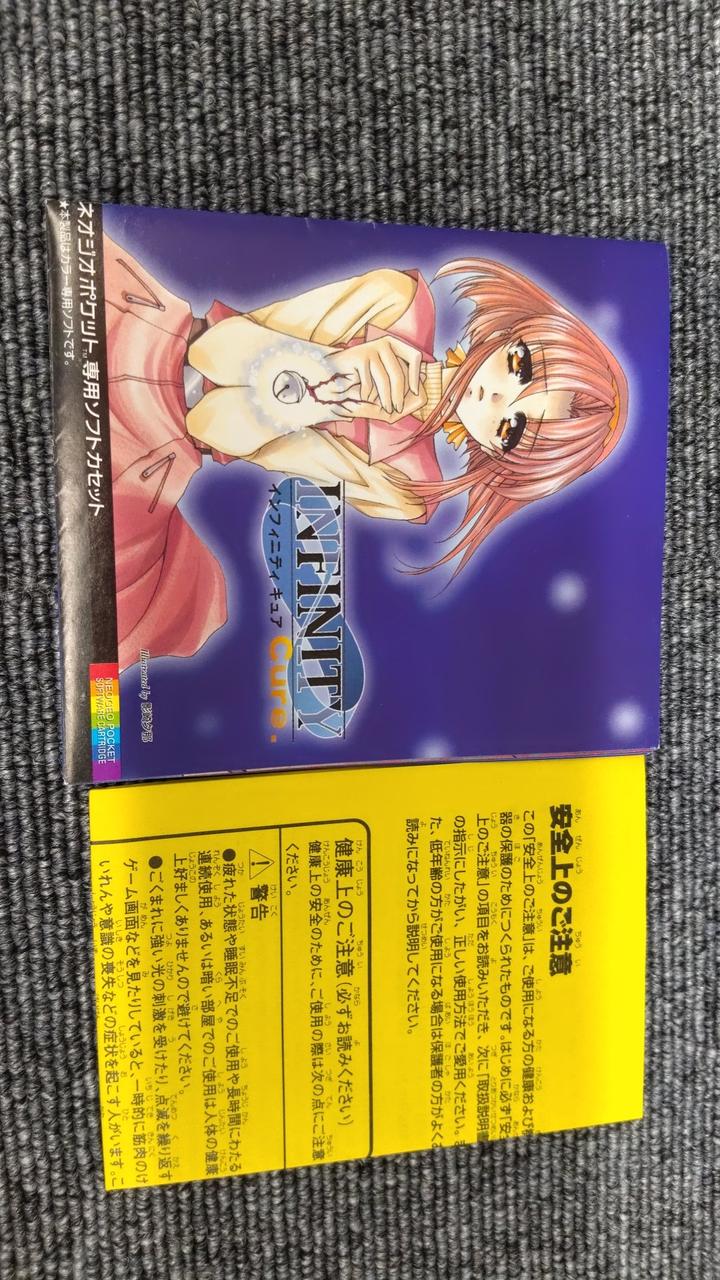 ネオジオポケット™専用ソフトカセット
★本製品はカラー専用ソフトです。
INFINITY
インフィニティ キュア
Cure.
Illustrated by
NEOGEO POCKET
SOFTWARE CARTRIDGE
安全上のご注意
この「安全上のご注意」は、ご使用になる方の健康および
器の保護のためにつくられたものです。はじめに必ず「安
上のご注意」の項目をお読みいただき、次に「取扱説明書
の指示にしたがい、正しい使用方法でご愛用ください。
た、低年齢の方がご使用になる場合は保護者の方がよく
読みになってから説明してください。
健康上のご注意(必ずお読みください)
健康上の安全のために、ご使用の際は次の点にご注意
ください。
警告
●疲れた状態や睡眠不足でのご使用や長時間にわたる
連続使用、あるいは暗い部屋でのご使用は人体の健康
上好ましくありませんので避けてください。
●ごくまれに強い光の刺激を受けたり、点滅を繰り返す
ゲーム画面などを見たりしていると、一時的に筋肉のけ
いれんや意識の喪失などの症状を起こす人がいます。